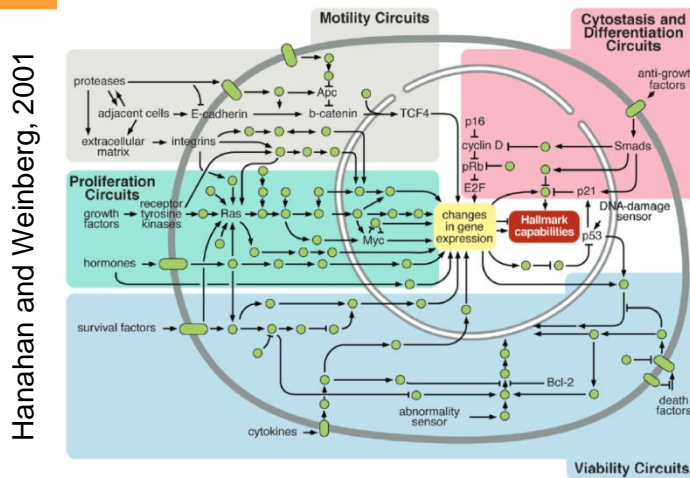 Hanahan and Weinberg, 2001
Motility Circuits
Cytostasis and
Differentiation
Circuits
proteases
adjacent cells
E-cadherin
extracellular
matrix
integrins
Apc
b-catenin
TCF4
anti-growth
factors
p16
cyclin D
pRb
E2F
Smads
p21
DNA-damage
sensor
p53
Proliferation
Circuits
growth
factors
receptor
tyrosine
kinases
Ras
Myc
hormones
changes
in gene
expression
Hallmark
capabilities
survival factors
Bcl-2
abnormality
sensor
cytokines
death
factors
Viability Circuits